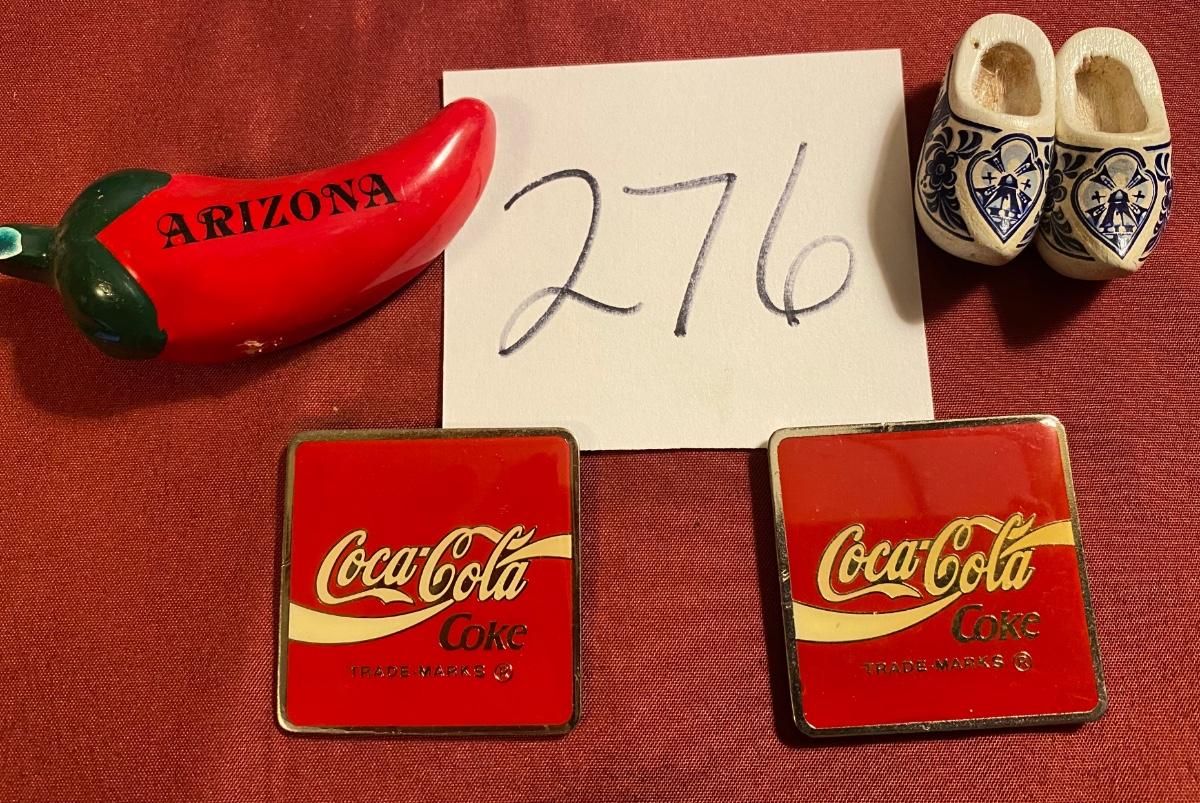 ARIZONA
276
Coca-Cola
Coke
TRADE-MARKS ®
Coca-Cola
Coke
TRADE-MARKS ®